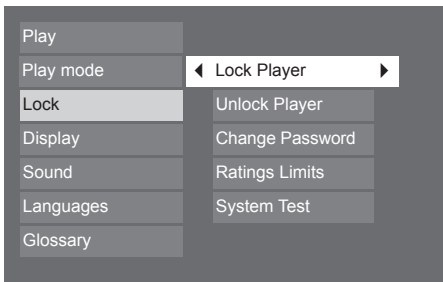 Play
Play mode
Lock
Display
Sound
Languages
Glossary
Lock Player
Unlock Player
Change Password
Ratings Limits
System Test